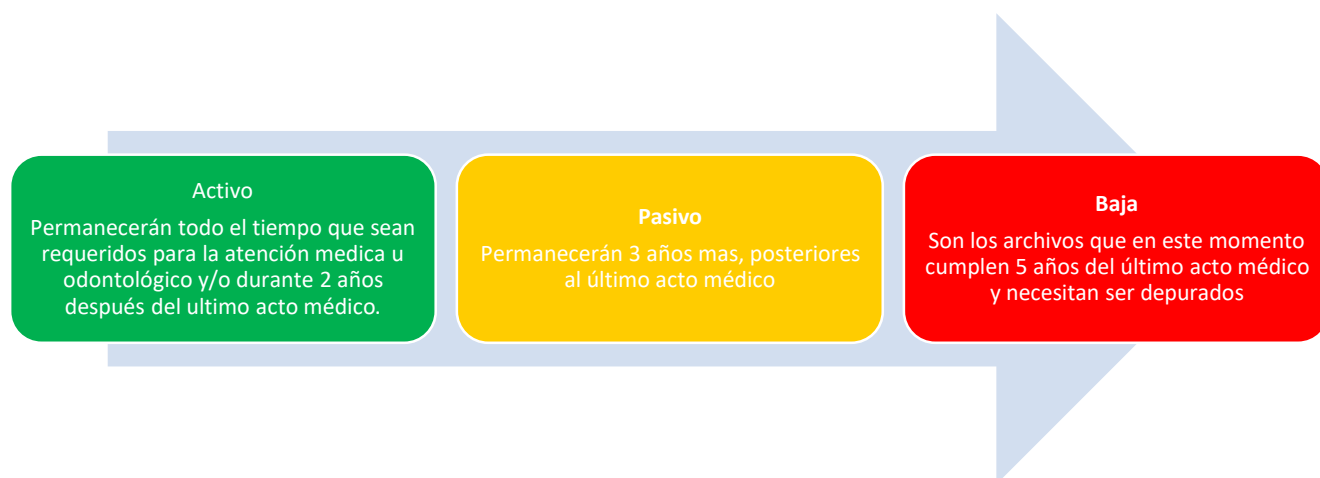 Activo
Permanecerán todo el tiempo que sean
requeridos para la atención medica u
odontológico y/o durante 2 años
después del ultimo acto médico.
Pasivo
Permanecerán 3 años mas, posteriores
al último acto médico
Baja
Son los archivos que en este momento
cumplen 5 años del último acto médico
y necesitan ser depurados